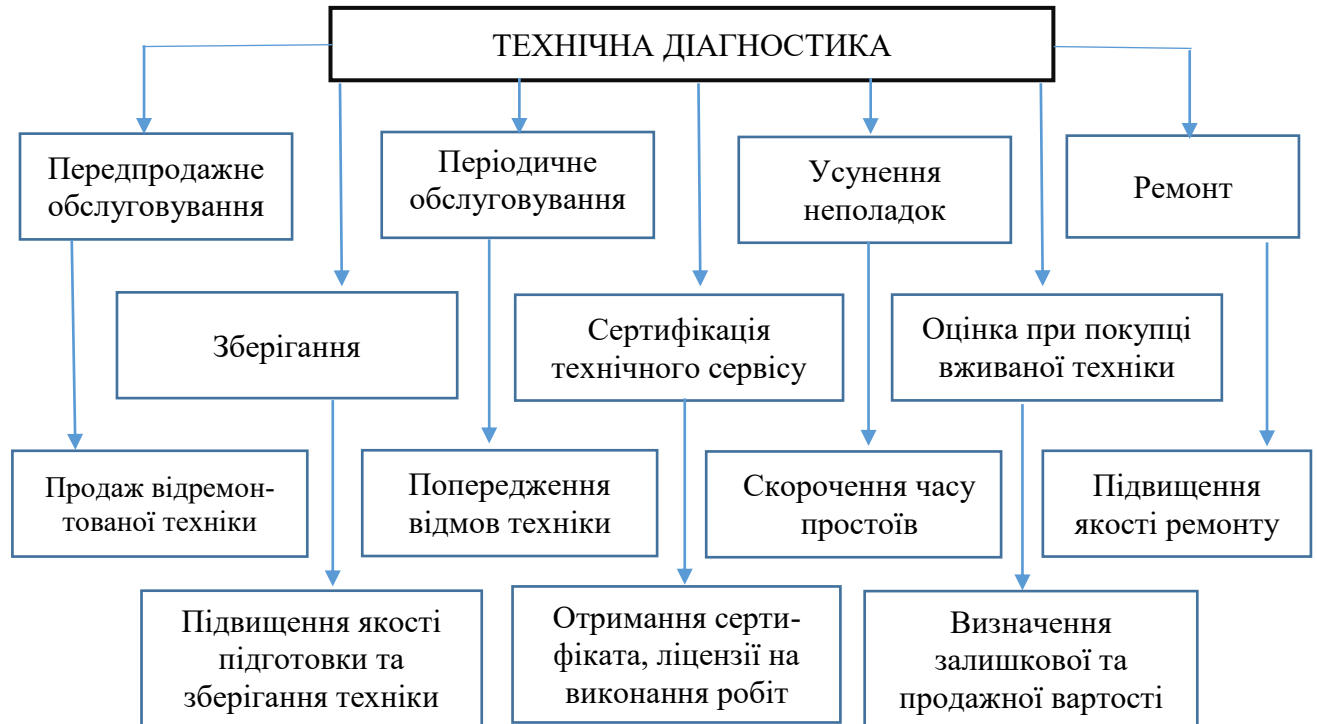 ТЕХНІЧНА ДІАГНОСТИКА
Передпродажне
обслуговування
Періодичне
обслуговування
Усунення
неполадок
Ремонт
Зберігання
Сертифікація
технічного сервісу
Оцінка при покупці
вживаної техніки
Продаж відремон-
тованої техніки
Попередження
відмов техніки
Скорочення часу
простоїв
Підвищення
якості ремонту
Підвищення якості
підготовки та
зберігання техніки
Отримання серти-
фіката, ліцензії на
виконання робіт
Визначення
залишкової та
продажної вартості